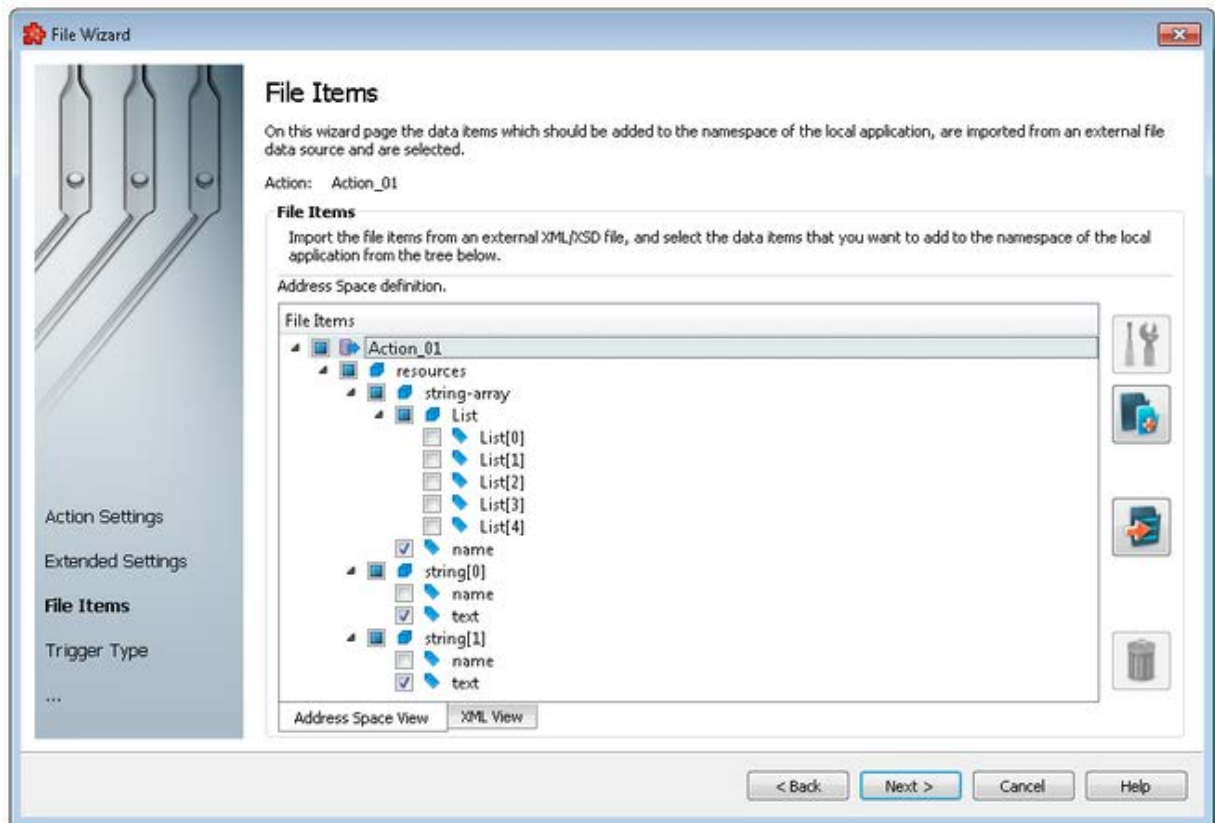 File Wizard
File Items
On this wizard page the data items which should be added to the namespace of the local application, are imported from an external file
data source and are selected.
Action: Action_01
File Items
Import the file items from an external XML/XSD file, and select the data items that you want to add to the namespace of the local
application from the tree below.
Address Space definition.
File Items
Action_01
resources
string-array
List
List[0]
List[1]
List[2]
List[3]
List[4]
name
string[0]
name
text
string[1]
name
text
Address Space View XML View
Action Settings
Extended Settings
File Items
Trigger Type
...
< Back Next > Cancel Help